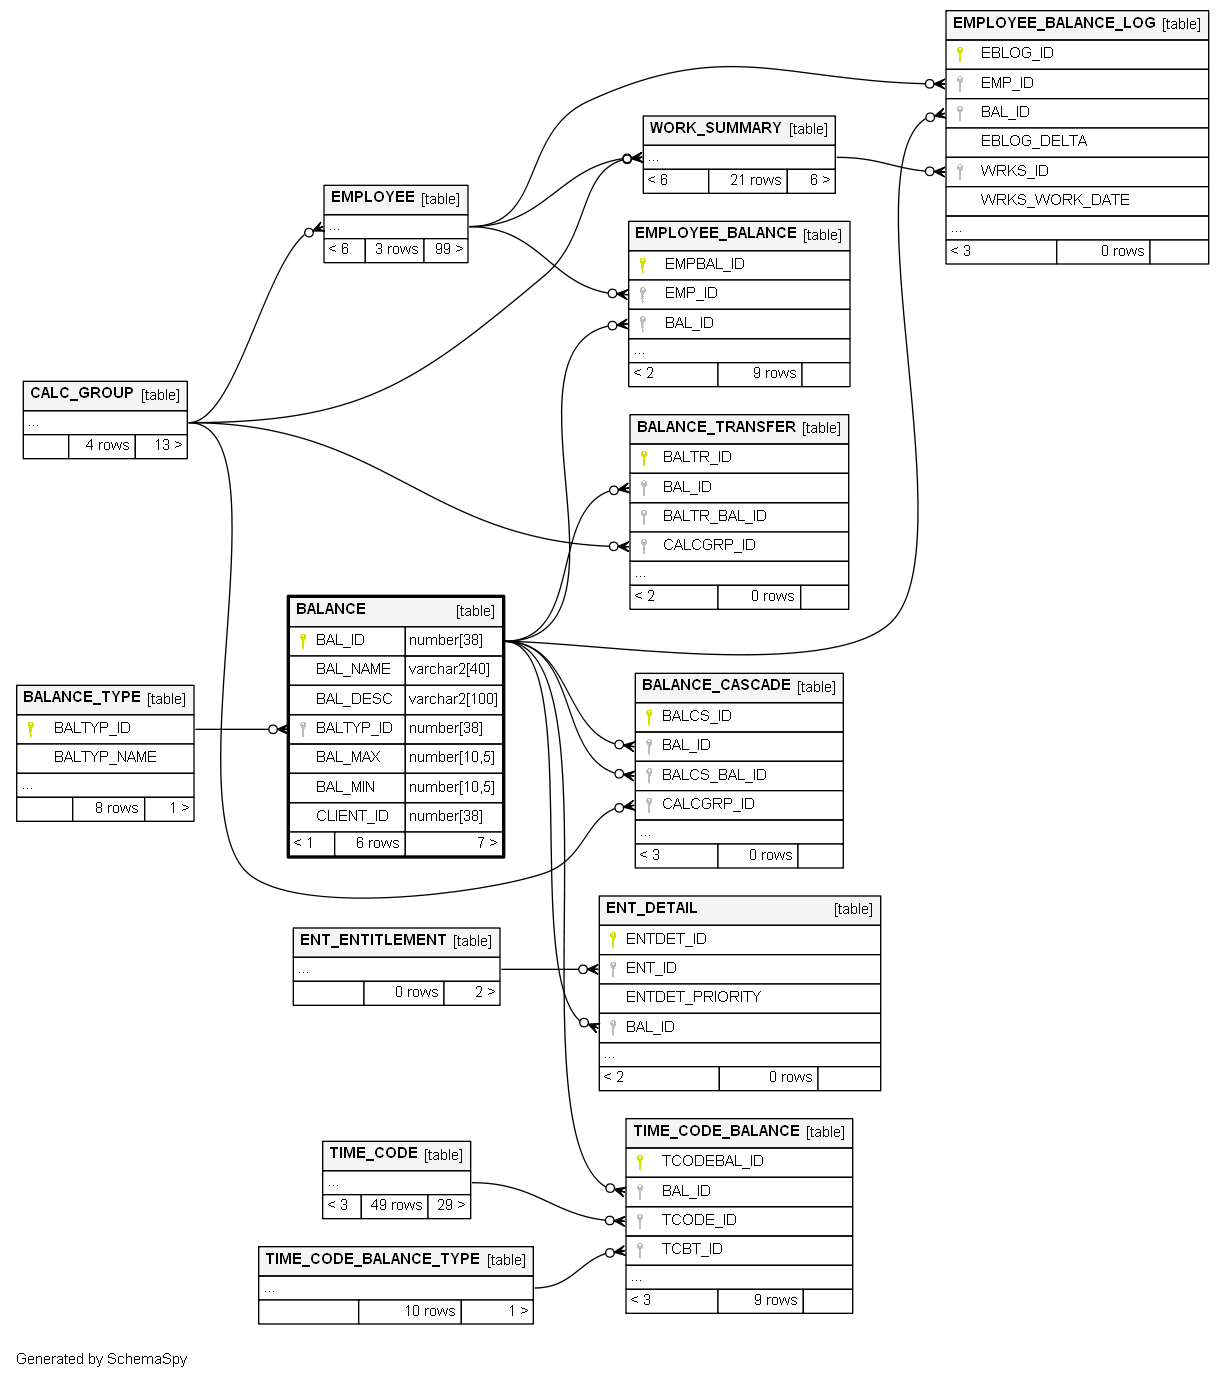 EMPLOYEE_BALANCE_LOG [table]
EBLOG_ID
EMP_ID
BAL_ID
EBLOG_DELTA
WRKS_ID
WRKS_WORK_DATE
...
< 3 0 rows
WORK_SUMMARY [table]
...
< 6 21 rows 6 >
EMPLOYEE [table]
...
< 6 3 rows 99 >
EMPLOYEE_BALANCE [table]
EMPBAL_ID
EMP_ID
BAL_ID
...
< 2 9 rows
CALC_GROUP [table]
...
4 rows 13 >
BALANCE_TRANSFER [table]
BALTR_ID
BAL_ID
BALTR_BAL_ID
CALCGRP_ID
...
< 2 0 rows
BALANCE [table]
BAL_ID number[38]
BAL_NAME varchar2[40]
BAL_DESC varchar2[100]
BALTYP_ID number[38]
BAL_MAX number[10,5]
BAL_MIN number[10,5]
CLIENT_ID number[38]
< 1 6 rows 7 >
BALANCE_TYPE [table]
BALTYP_ID
BALTYP_NAME
...
8 rows 1 >
BALANCE_CASCADE [table]
BALCS_ID
BAL_ID
BALCS_BAL_ID
CALCGRP_ID
...
< 3 0 rows
ENT_DETAIL [table]
ENTDET_ID
ENT_ID
ENTDET_PRIORITY
BAL_ID
...
< 2 0 rows
ENT_ENTITLEMENT [table]
...
0 rows 2 >
TIME_CODE_BALANCE [table]
TCODEBAL_ID
BAL_ID
TCODE_ID
TCBT_ID
...
< 3 9 rows
TIME_CODE [table]
...
< 3 49 rows 29 >
TIME_CODE_BALANCE_TYPE [table]
...
10 rows 1 >
Generated by SchemaSpy